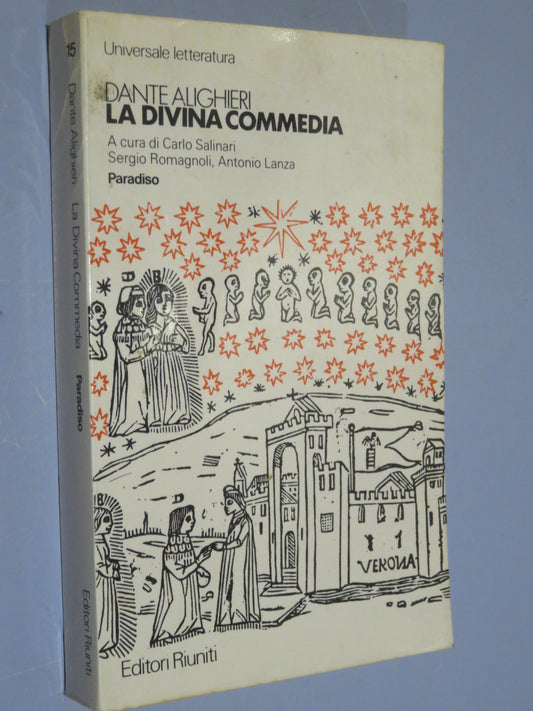 Universale letteratura
DANTE ALIGHIERI
LA DIVINA COMMEDIA
A cura di Carlo Salinari
Sergio Romagnoli, Antonio Lanza
Paradiso
B
D
B
D
VERONA
Editori Riuniti
15
Dante Alighieri
La Divina Commedia
Paradiso
Editori Riuniti